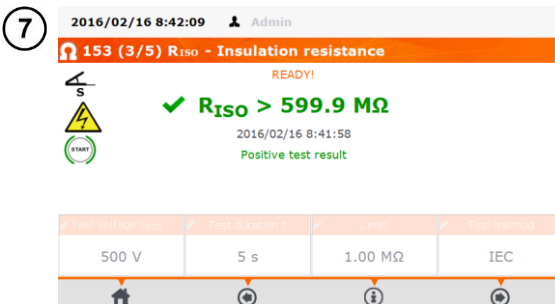 7
2016/02/16 8:42:09 Admin
153 (3/5) RISO - Insulation resistance
READY!
S
RISO > 599.9 MΩ
2016/02/16 8:41:58
START
Positive test result
Test voltage UISO Test duration t Limit Test method
500 V 5 s 1.00 MΩ IEC